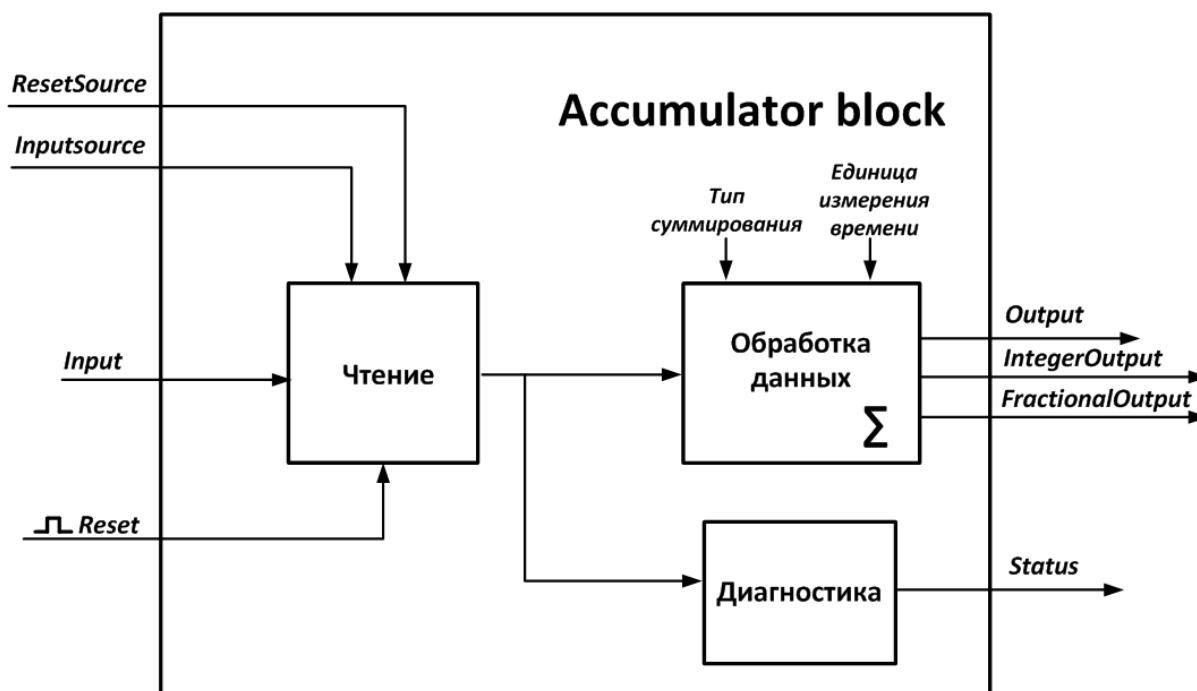 ResetSource
Inputsource
Accumulator block
Тип
суммирования
Единица
измерения
времени
Input
Чтение
Обработка
данных
Σ
Output
IntegerOutput
FractionalOutput
Reset
Диагностика
Status